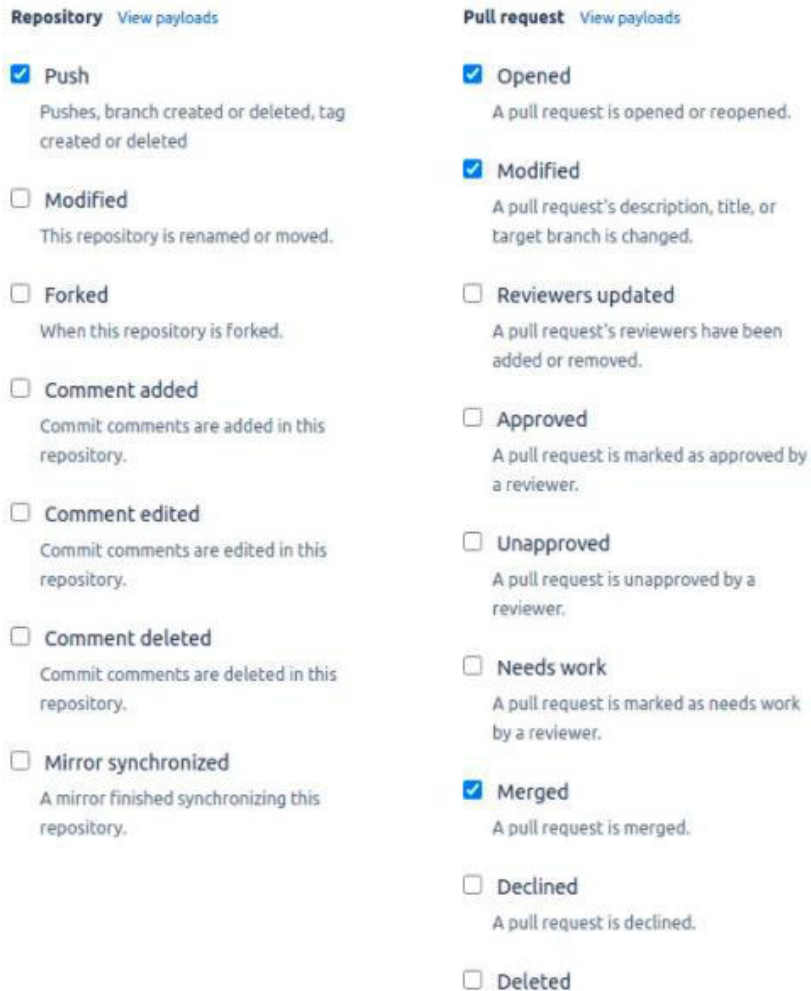 Repository View payloads
Push
Pushes, branch created or deleted, tag
created or deleted
Modified
This repository is renamed or moved.
Forked
When this repository is forked.
Comment added
Commit comments are added in this
repository.
Comment edited
Commit comments are edited in this
repository.
Comment deleted
Commit comments are deleted in this
repository.
Mirror synchronized
A mirror finished synchronizing this
repository.
Pull request View payloads
Opened
A pull request is opened or reopened.
Modified
A pull request's description, title, or
target branch is changed.
Reviewers updated
A pull request's reviewers have been
added or removed.
Approved
A pull request is marked as approved by
a reviewer.
Unapproved
A pull request is unapproved by a
reviewer.
Needs work
A pull request is marked as needs work
by a reviewer.
Merged
A pull request is merged.
Declined
A pull request is declined.
Deleted